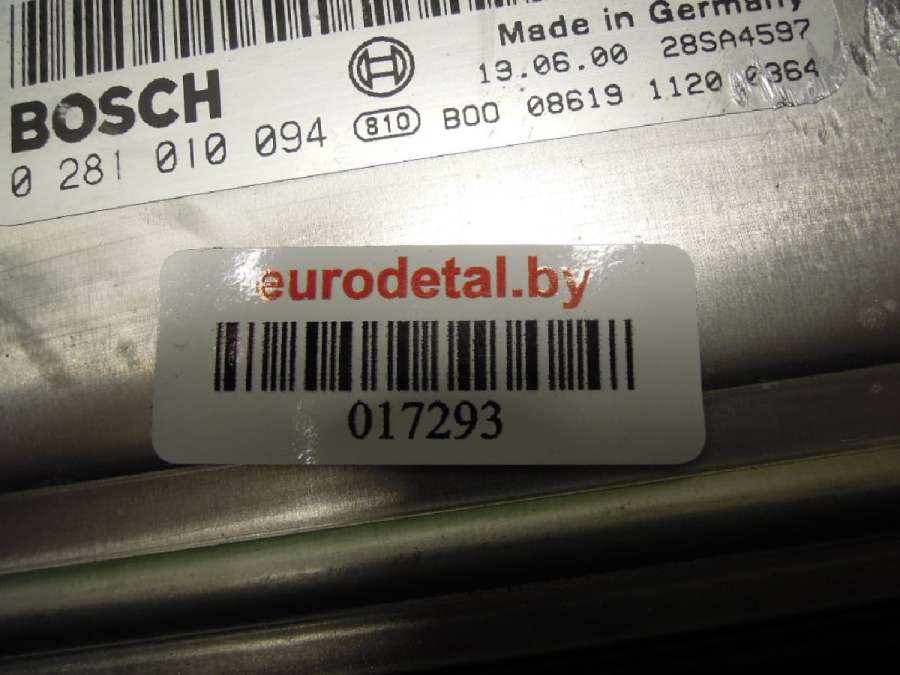 Made in Germany
BOSCH
19.06.00 28SA4597
0 281 010 094 810 B00 08619 1120 0364
eurodetal.by
017293